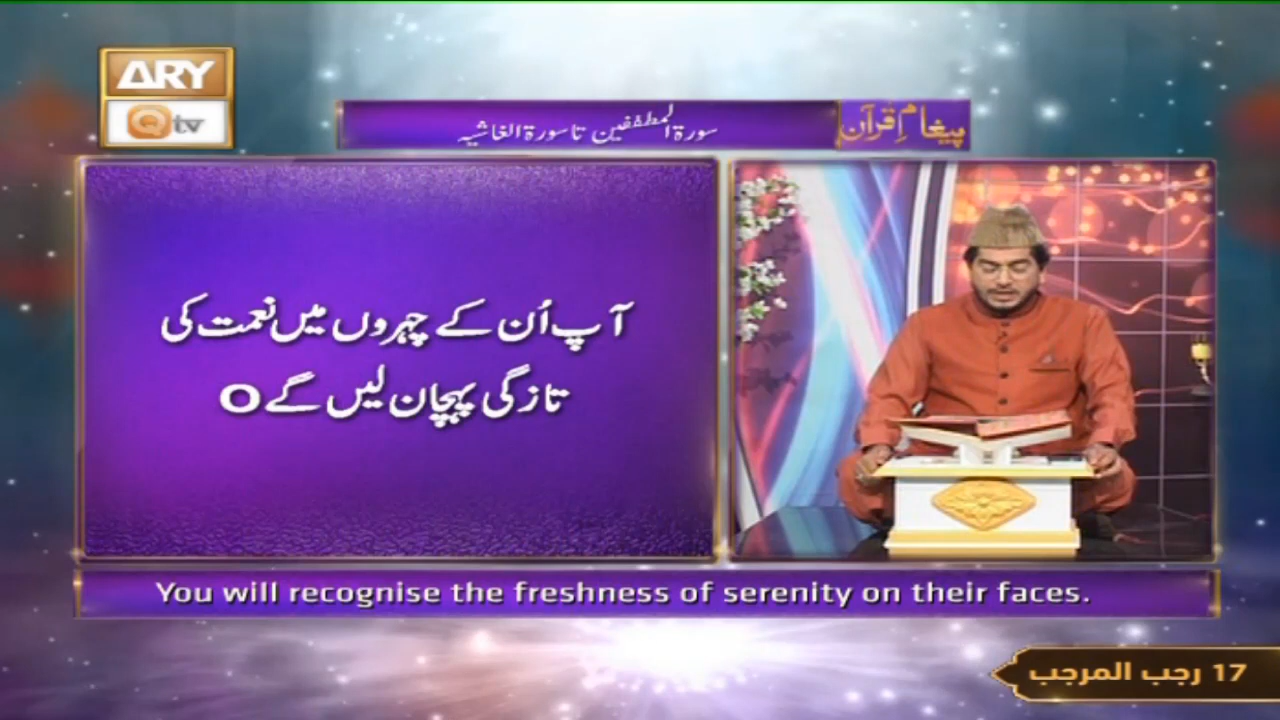 ARY
Qtv
پیغامِ قرآن
سورۃ المطففین تا سورۃ الغاشیہ
آپ اُن کے چہروں میں نعمت کی
تازگی پہچان لیں گے O
You will recognise the freshness of serenity on their faces.
17 رجب المرجب